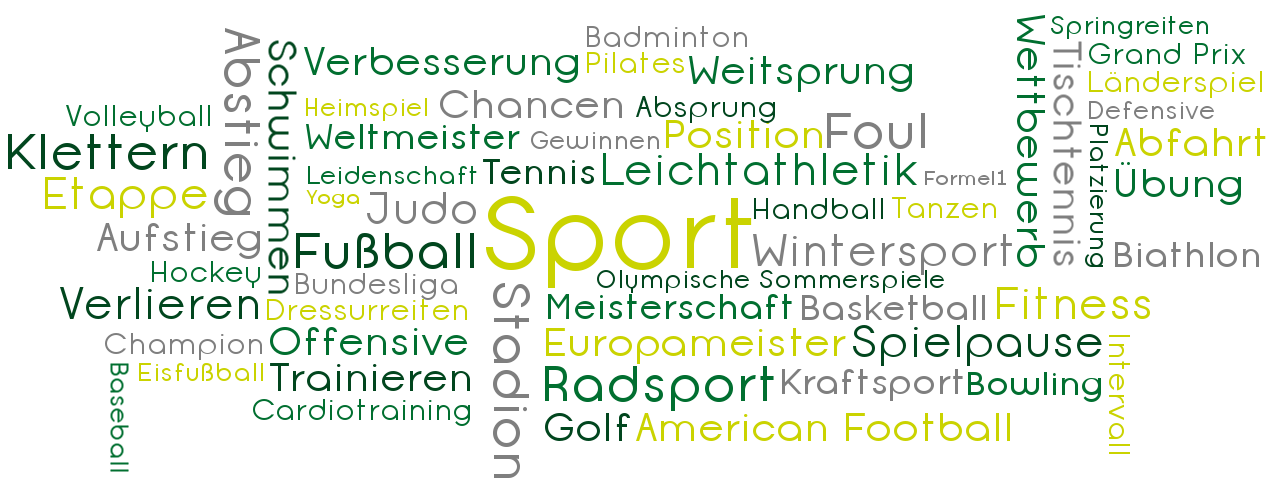 Springreiten
Badminton
Abstieg
Schwimmen
Wettbewerb
Tischtennis
Grand Prix
Verbesserung
Pilates
Weitsprung
Länderspiel
Heimspiel
Chancen
Absprung
Defensive
Volleyball
Weltmeister
Gewinnen
Position
Foul
Platzierung
Abfahrt
Klettern
Leidenschaft
Tennis
Leichtathletik
Formel1
Übung
Etappe
Yoga
Judo
Sport
Handball
Tanzen
Aufstieg
Fußball
Wintersport
Biathlon
Hockey
Bundesliga
Olympische Sommerspiele
Verlieren
Dressurreiten
Stadion
Meisterschaft
Basketball
Fitness
Champion
Offensive
Europameister
Spielpause
Intervall
Baseball
Eisfußball
Trainieren
Radsport
Kraftsport
Bowling
Cardiotraining
Golf
American Football